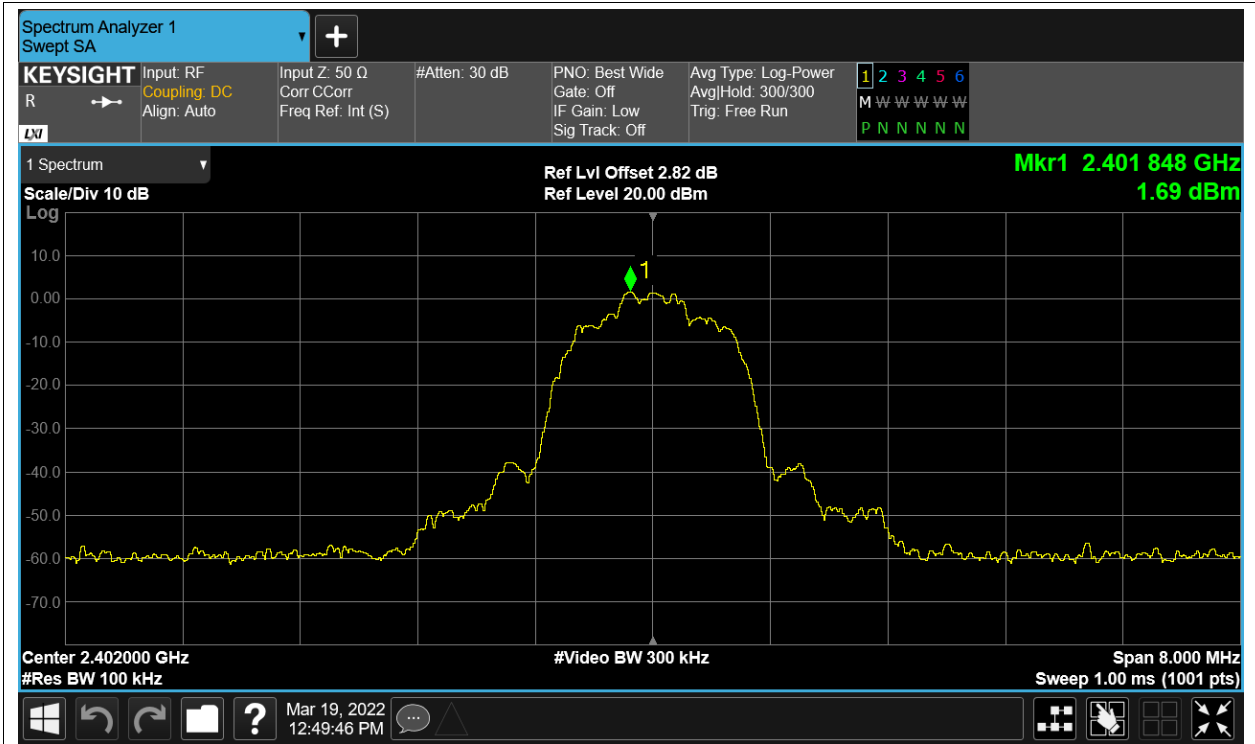 Spectrum Analyzer 1
Swept SA
KEYSIGHT
R
LXI
Input: RF
Coupling: DC
Align: Auto
Input Z: 50 Ω
Corr CCorr
Freq Ref: Int (S)
#Atten: 30 dB
PNO: Best Wide
Gate: Off
IF Gain: Low
Sig Track: Off
Avg Type: Log-Power
Avg|Hold: 300/300
Trig: Free Run
1 2 3 4 5 6
M W W W W W
P N N N N N
1 Spectrum
Scale/Div 10 dB
Log
Ref Lvl Offset 2.82 dB
Ref Level 20.00 dBm
Mkr1 2.401 848 GHz
1.69 dBm
1
10.0
0.00
-10.0
-20.0
-30.0
-40.0
-50.0
-60.0
-70.0
Center 2.402000 GHz
#Res BW 100 kHz
#Video BW 300 kHz
Span 8.000 MHz
Sweep 1.00 ms (1001 pts)
?
Mar 19, 2022
12:49:46 PM